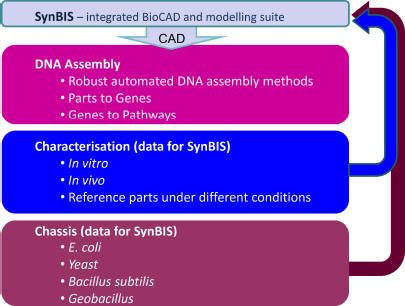 SynBIS – integrated BioCAD and modelling suite
CAD
DNA Assembly
• Robust automated DNA assembly methods
• Parts to Genes
• Genes to Pathways
Characterisation (data for SynBIS)
• In vitro
• In vivo
• Reference parts under different conditions
Chassis (data for SynBIS)
• E. coli
• Yeast
• Bacillus subtilis
• Geobacillus